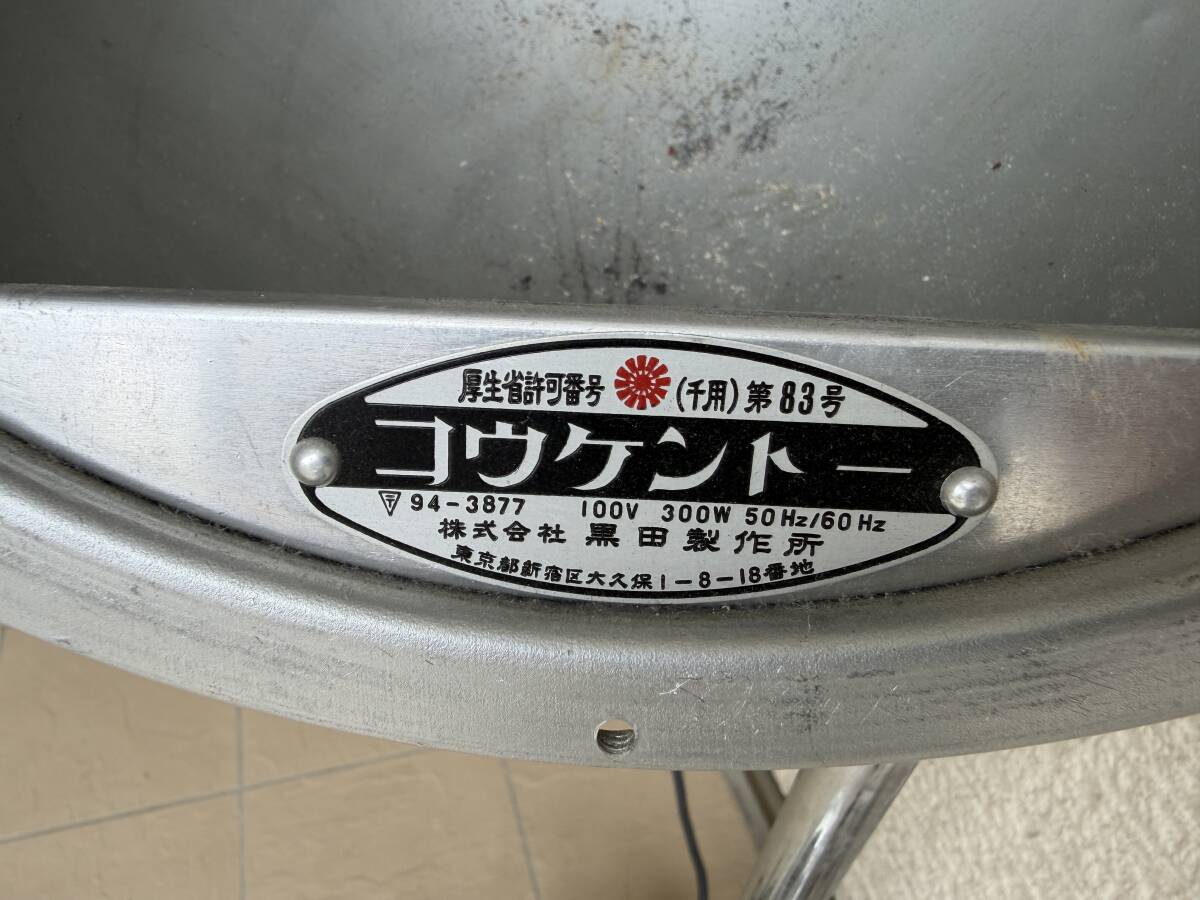 厚生省許可番号 (千用) 第83号
コウケントー
〒 94-3877 100V 300W 50Hz/60Hz
株式会社 黒田製作所
東京都新宿区大久保1-8-18番地